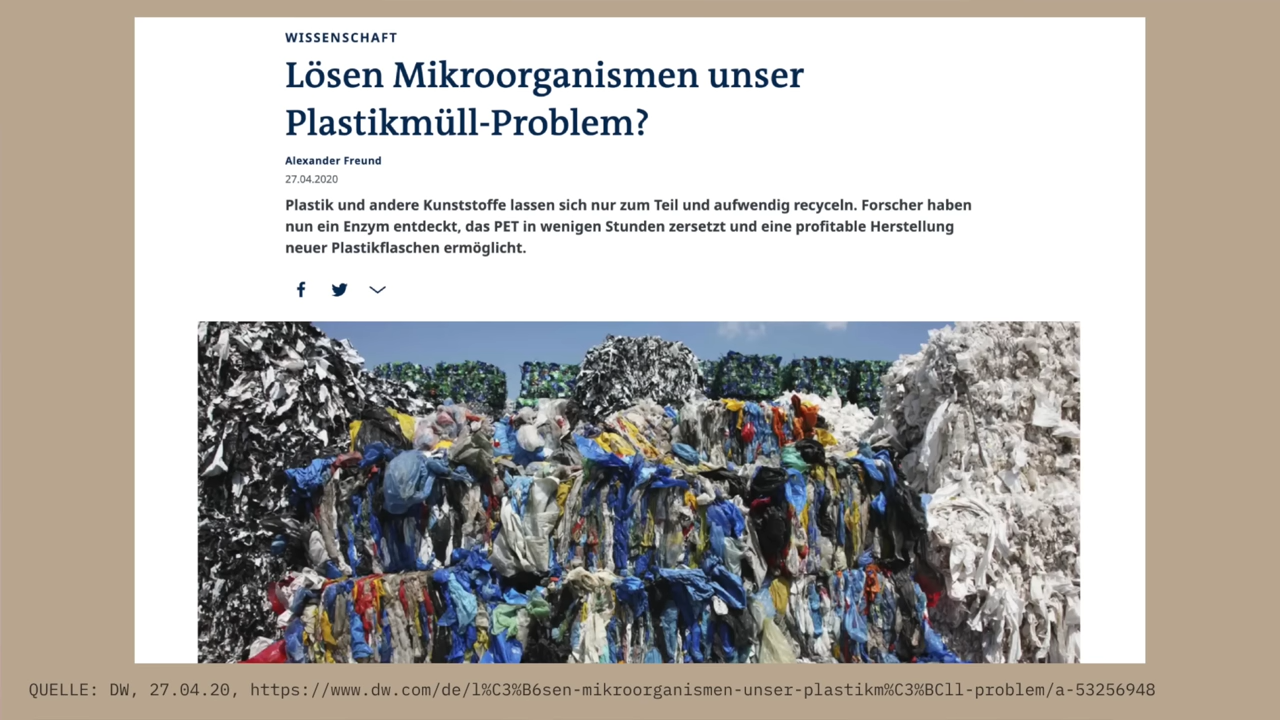 WISSENSCHAFT
Lösen Mikroorganismen unser
Plastikmüll-Problem?
Alexander Freund
27.04.2020
Plastik und andere Kunststoffe lassen sich nur zum Teil und aufwendig recyceln. Forscher haben
nun ein Enzym entdeckt, das PET in wenigen Stunden zersetzt und eine profitable Herstellung
neuer Plastikflaschen ermöglicht.
QUELLE: DW, 27.04.20, https://www.dw.com/de/l%C3%B6sen-mikroorganismen-unser-plastikm%C3%BCll-problem/a-53256948